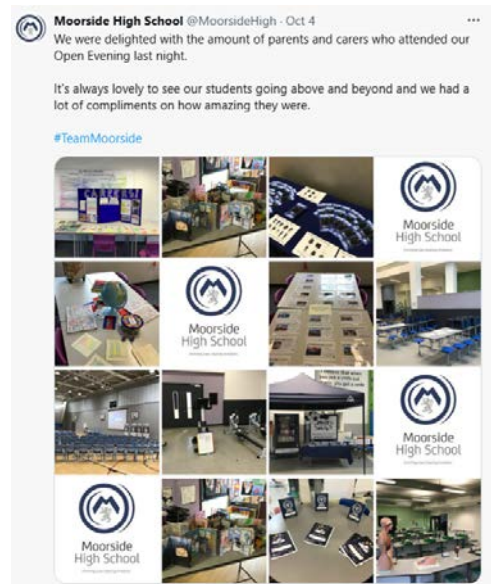 Moorside High School @MoorsideHigh · Oct 4
We were delighted with the amount of parents and carers who attended our
Open Evening last night.
It's always lovely to see our students going above and beyond and we had a
lot of compliments on how amazing they were.
#TeamMoorside
CAREERS
Moorside
High School
Moorside
High School
Moorside
High School
Moorside
High School